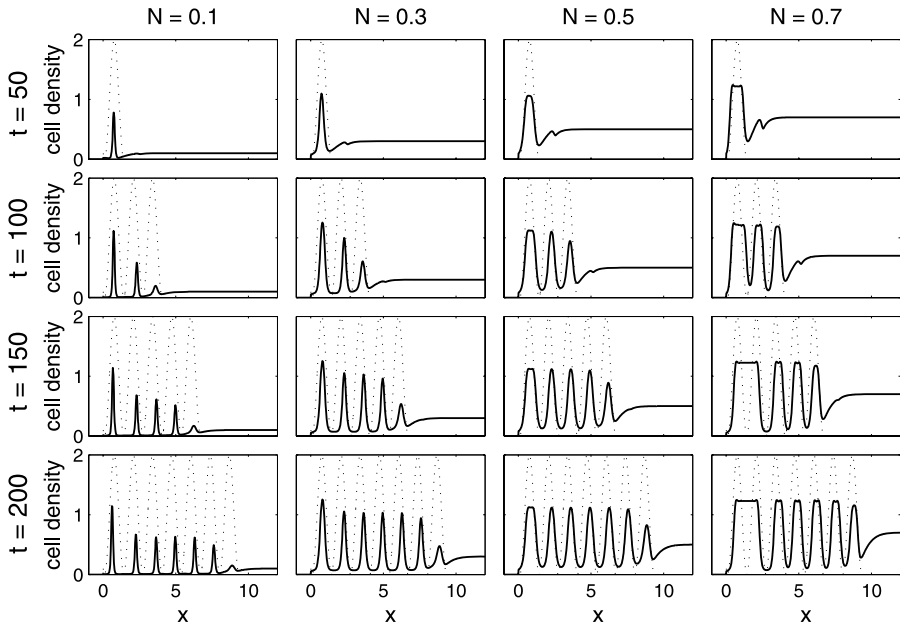 N = 0.1 N = 0.3 N = 0.5 N = 0.7
t = 50
cell density
2
1
0
t = 100
cell density
2
1
0
t = 150
cell density
2
1
0
t = 200
cell density
2
1
0
0 5 10 0 5 10 0 5 10 0 5 10
x x x x